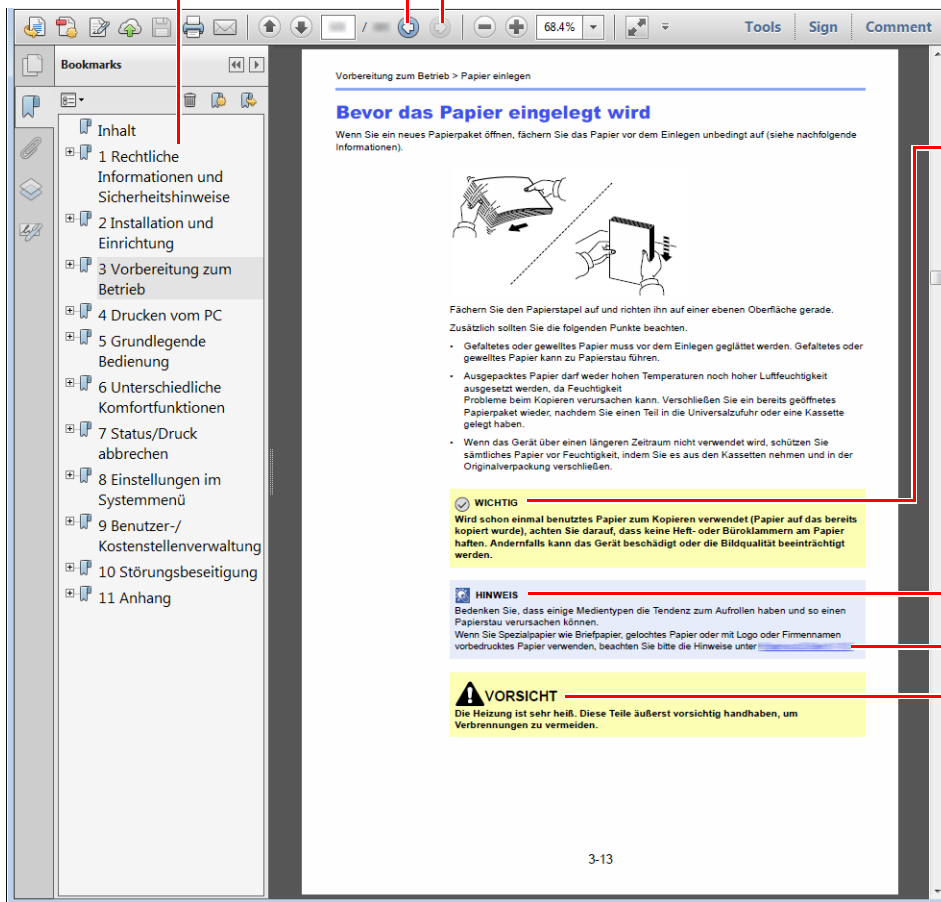 /
68.4%
Tools
Sign
Comment
Bookmarks
Inhalt
1 Rechtliche
Informationen und
Sicherheitshinweise
2 Installation und
Einrichtung
3 Vorbereitung zum
Betrieb
4 Drucken vom PC
5 Grundlegende
Bedienung
6 Unterschiedliche
Komfortfunktionen
7 Status/Druck
abbrechen
8 Einstellungen im
Systemmenü
9 Benutzer-/
Kostenstellenverwaltung
10 Störungsbeseitigung
11 Anhang
Vorbereitung zum Betrieb > Papier einlegen
Bevor das Papier eingelegt wird
Wenn Sie ein neues Papierpaket öffnen, fächern Sie das Papier vor dem Einlegen unbedingt auf (siehe nachfolgende
Informationen).
Fächern Sie den Papierstapel auf und richten ihn auf einer ebenen Oberfläche gerade.
Zusätzlich sollten Sie die folgenden Punkte beachten.
• Gefaltetes oder gewelltes Papier muss vor dem Einlegen geglättet werden. Gefaltetes oder
gewelltes Papier kann zu Papierstau führen.
• Ausgepacktes Papier darf weder hohen Temperaturen noch hoher Luftfeuchtigkeit
ausgesetzt werden, da Feuchtigkeit
Probleme beim Kopieren verursachen kann. Verschließen Sie ein bereits geöffnetes
Papierpaket wieder, nachdem Sie einen Teil in die Universalzufuhr oder eine Kassette
gelegt haben.
• Wenn das Gerät über einen längeren Zeitraum nicht verwendet wird, schützen Sie
sämtliches Papier vor Feuchtigkeit, indem Sie es aus den Kassetten nehmen und in der
Originalverpackung verschließen.
WICHTIG
Wird schon einmal benutztes Papier zum Kopieren verwendet (Papier auf das bereits
kopiert wurde), achten Sie darauf, dass keine Heft- oder Büroklammern am Papier
haften. Andernfalls kann das Gerät beschädigt oder die Bildqualität beeinträchtigt
werden.
HINWEIS
Bedenken Sie, dass einige Medientypen die Tendenz zum Aufrollen haben und so einen
Papierstau verursachen können.
Wenn Sie Spezialpapier wie Briefpapier, gelochtes Papier oder mit Logo oder Firmennamen
vorbedrucktes Papier verwenden, beachten Sie bitte die Hinweise unter
VORSICHT
Die Heizung ist sehr heiß. Diese Teile äußerst vorsichtig handhaben, um
Verbrennungen zu vermeiden.
3-13